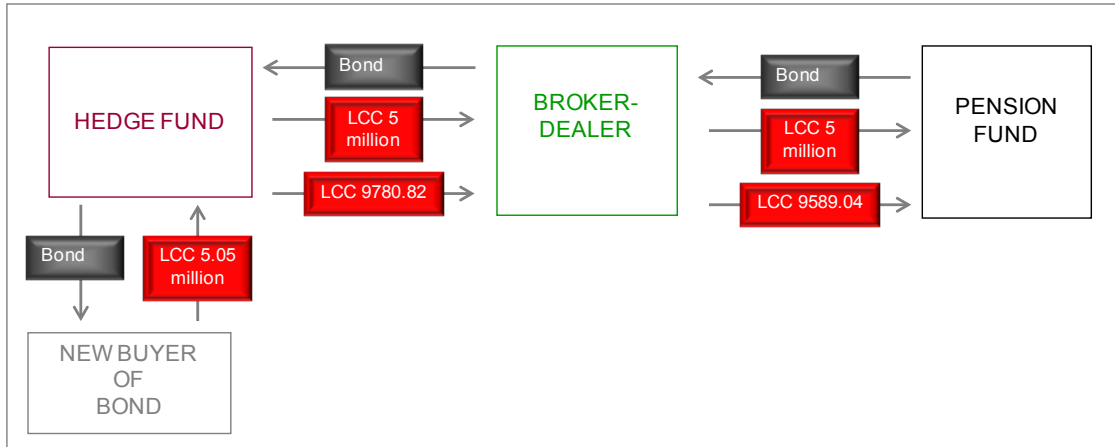 HEDGE FUND
Bond
LCC 5
million
LCC 9780.82
BROKER-
DEALER
Bond
LCC 5
million
LCC 9589.04
PENSION
FUND
Bond
LCC 5.05
million
NEW BUYER
OF
BOND